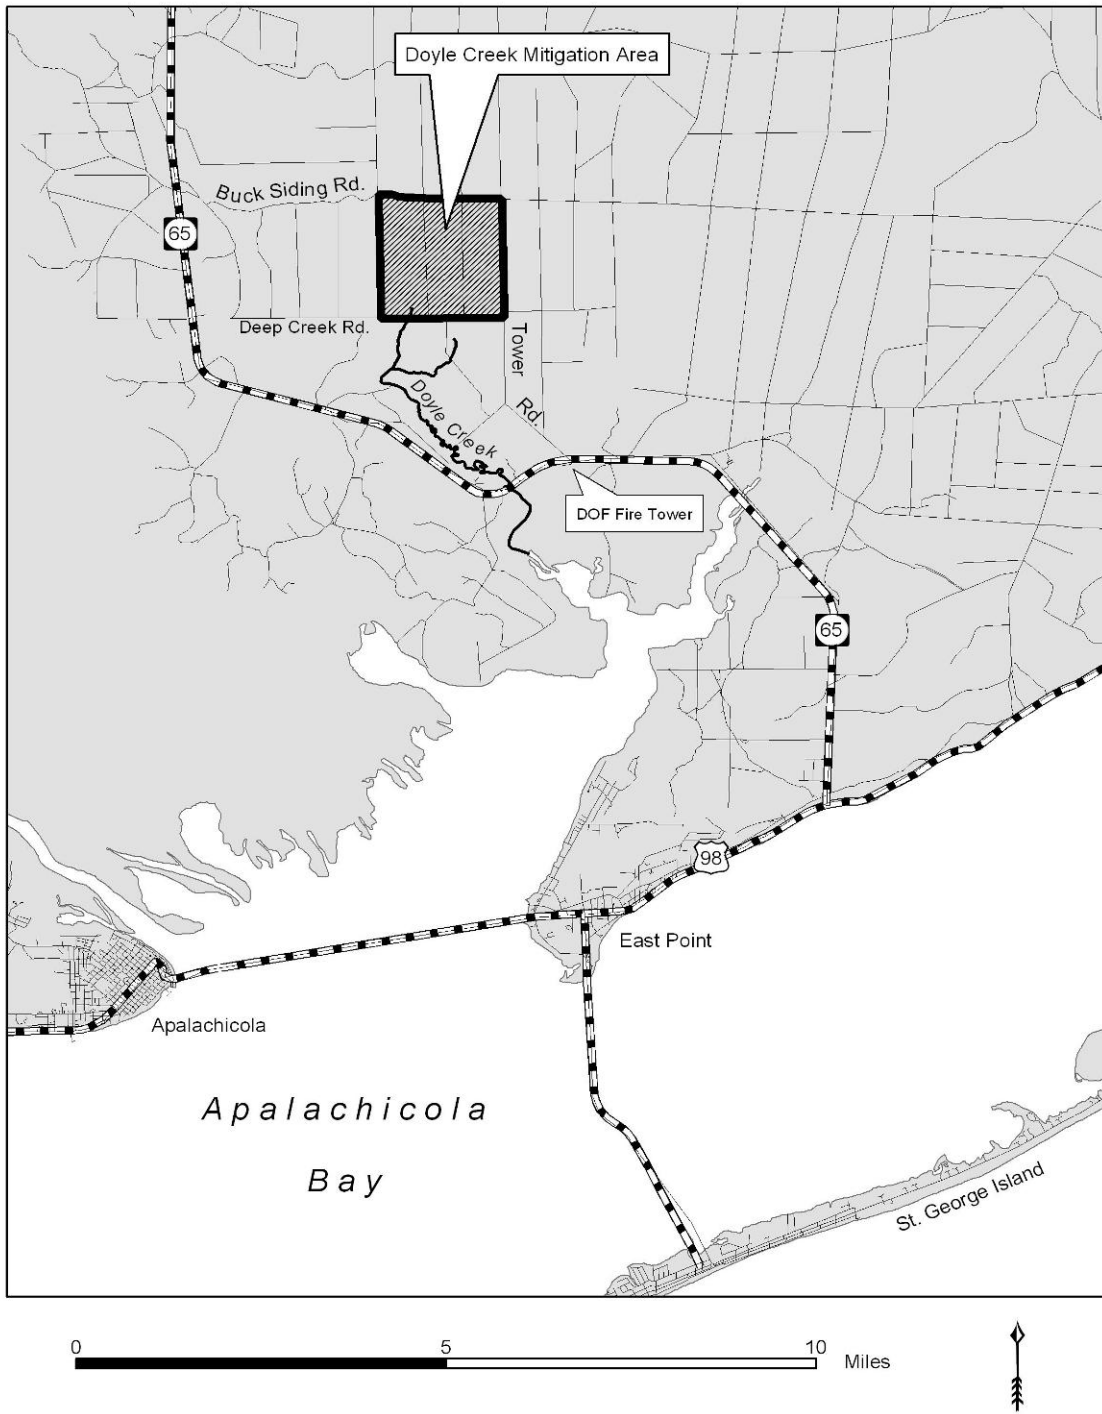 Doyle Creek Mitigation Area
Buck Siding Rd.
65
Deep Creek Rd.
Tower
Rd.
Doyle Creek
DOF Fire Tower
65
98
East Point
Apalachicola
Apalachicola
Bay
St. George Island
0 5 10
Miles